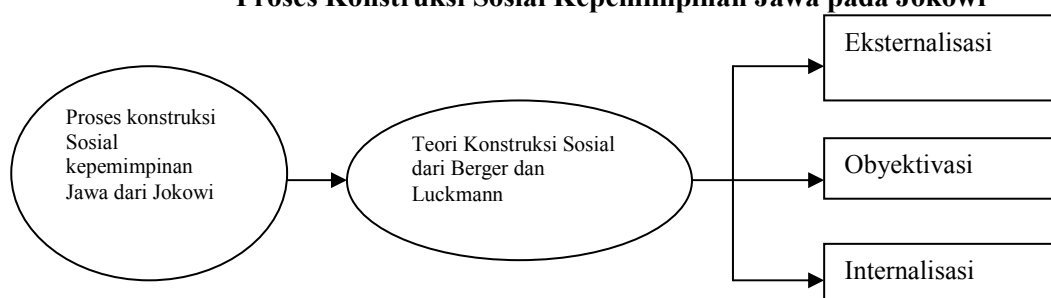 Proses Konstruksi Sosial Kepemimpinan Jawa pada Jokowi
Proses konstruksi
Sosial
kepemimpinan
Jawa dari Jokowi
Teori Konstruksi Sosial
dari Berger dan
Luckmann
Eksternalisasi
Obyektivasi
Internalisasi